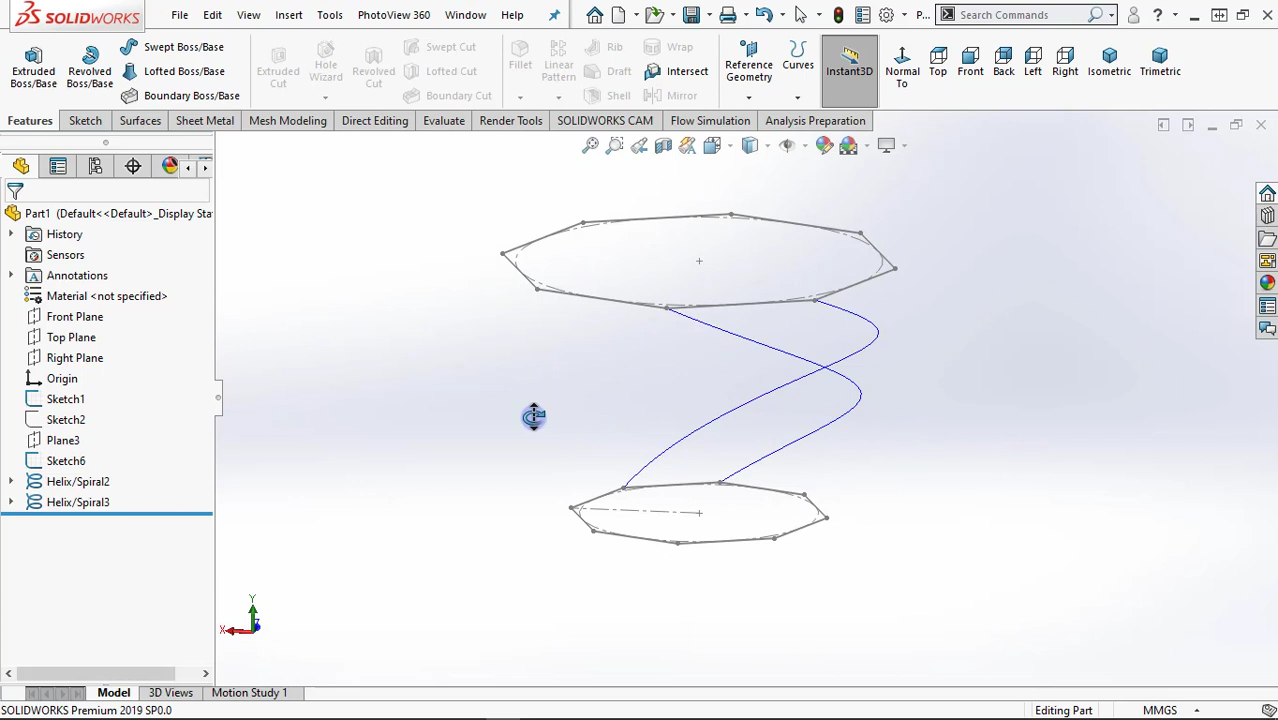 SOLIDWORKS File Edit View Insert Tools PhotoView 360 Window Help P... Search Commands ?
Extruded Boss/Base Revolved Boss/Base Swept Boss/Base Lofted Boss/Base Boundary Boss/Base Extruded Cut Hole Wizard Revolved Cut Swept Cut Lofted Cut Boundary Cut Fillet Linear Pattern Rib Draft Shell Wrap Intersect Mirror Reference Geometry Curves Instant3D Normal To Top Front Back Left Right Isometric Trimetric
Features Sketch Surfaces Sheet Metal Mesh Modeling Direct Editing Evaluate Render Tools SOLIDWORKS CAM Flow Simulation Analysis Preparation
Part1 (Default<<Default>_Display Sta
History
Sensors
Annotations
Material <not specified>
Front Plane
Top Plane
Right Plane
Origin
Sketch1
Sketch2
Plane3
Sketch6
Helix/Spiral2
Helix/Spiral3
Y
X
Z
Model 3D Views Motion Study 1
SOLIDWORKS Premium 2019 SP0.0 Editing Part MMGS